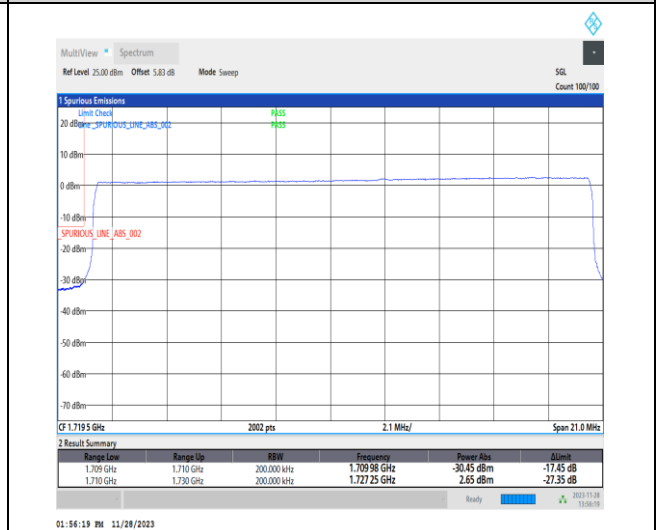 MultiView Spectrum
Ref Level 25.00 dBm Offset 5.83 dB Mode Sweep SGL
Count 100/100
1 Spurious Emissions
Limit Check PASS
Line _SPURIOUS_LINE_ABS_002 PASS
20 dBm
10 dBm
0 dBm
-10 dBm
_SPURIOUS_LINE_ABS_002
-20 dBm
-30 dBm
-40 dBm
-50 dBm
-60 dBm
-70 dBm
CF 1.719 5 GHz 2002 pts 2.1 MHz/ Span 21.0 MHz
2 Result Summary
Range Low Range Up RBW Frequency Power Abs ΔLimit
1.709 GHz 1.710 GHz 200.000 kHz 1.709 98 GHz -30.45 dBm -17.45 dB
1.710 GHz 1.730 GHz 200.000 kHz 1.727 25 GHz 2.65 dBm -27.35 dB
Ready 2023-11-28
13:56:19
01:56:19 PM 11/28/2023